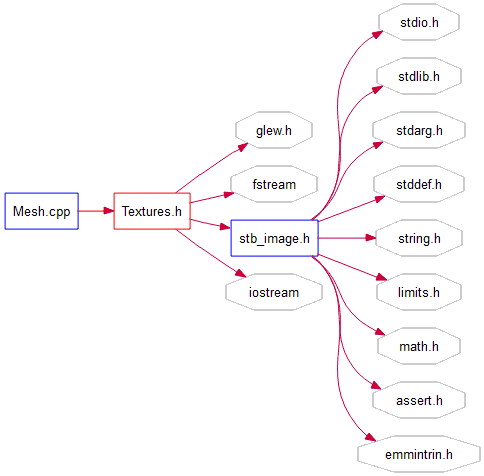 Mesh.cpp
Textures.h
glew.h
fstream
stb_image.h
iostream
stdio.h
stdlib.h
stdarg.h
stddef.h
string.h
limits.h
math.h
assert.h
emmintrin.h